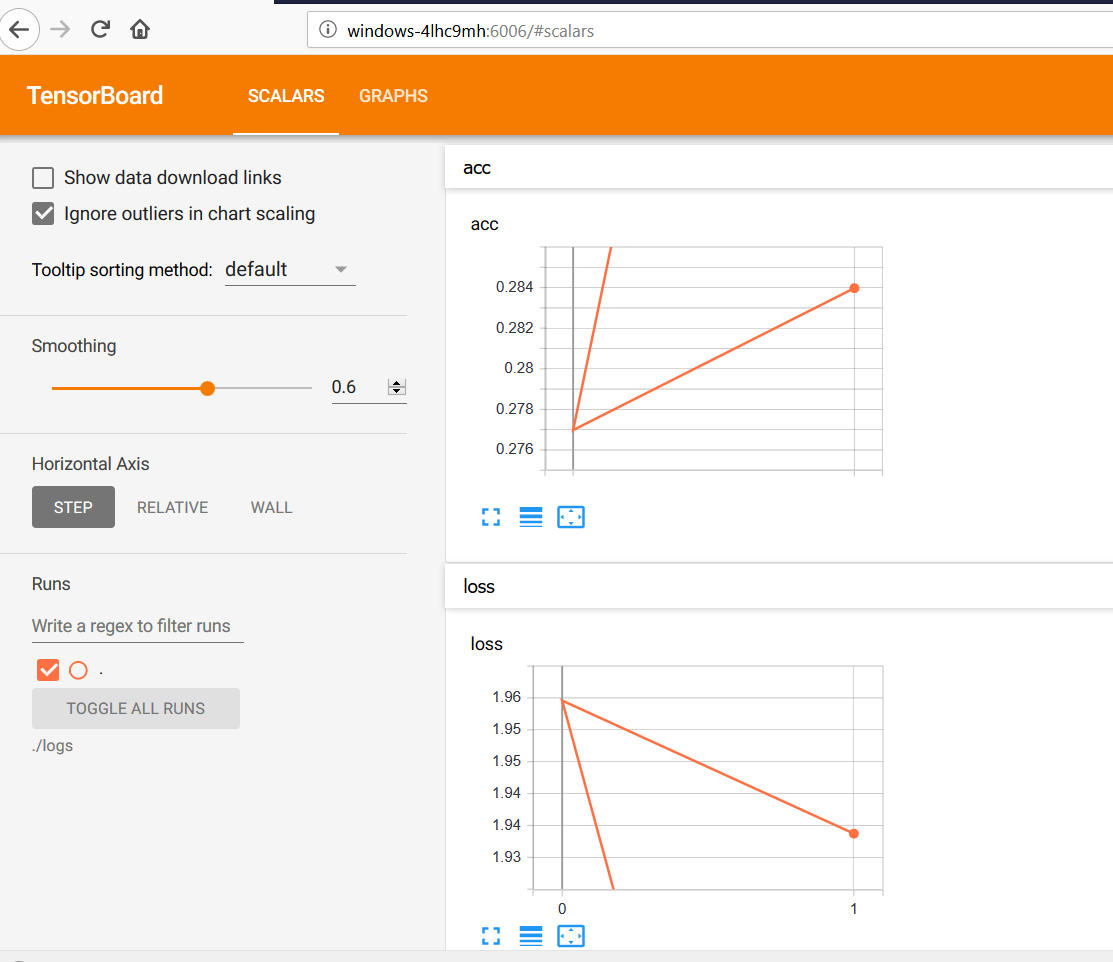 windows-4lhc9mh:6006/#scalars
TensorBoard SCALARS GRAPHS
Show data download links
Ignore outliers in chart scaling
Tooltip sorting method: default
Smoothing
0.6
Horizontal Axis
STEP RELATIVE WALL
Runs
Write a regex to filter runs
.
TOGGLE ALL RUNS
./logs
acc
acc
0.284
0.282
0.28
0.278
0.276
loss
loss
1.96
1.95
1.95
1.94
1.94
1.93
0 1